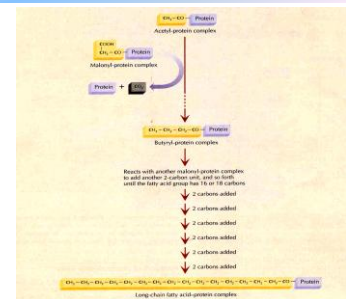 CH₃ – CO – Protein
Acetyl-protein complex
COOH
CH₂ – CO – Protein
Malonyl-protein complex
Protein + CO₂
CH₃ – CH₂ – CH₂ – CO – Protein
Butyryl-protein complex
Reacts with another malonyl-protein complex
to add another 2-carbon unit, and so forth
until the fatty acid group has 16 or 18 carbons
2 carbons added
2 carbons added
2 carbons added
2 carbons added
2 carbons added
2 carbons added
Protein
Long-chain fatty acid–protein complex